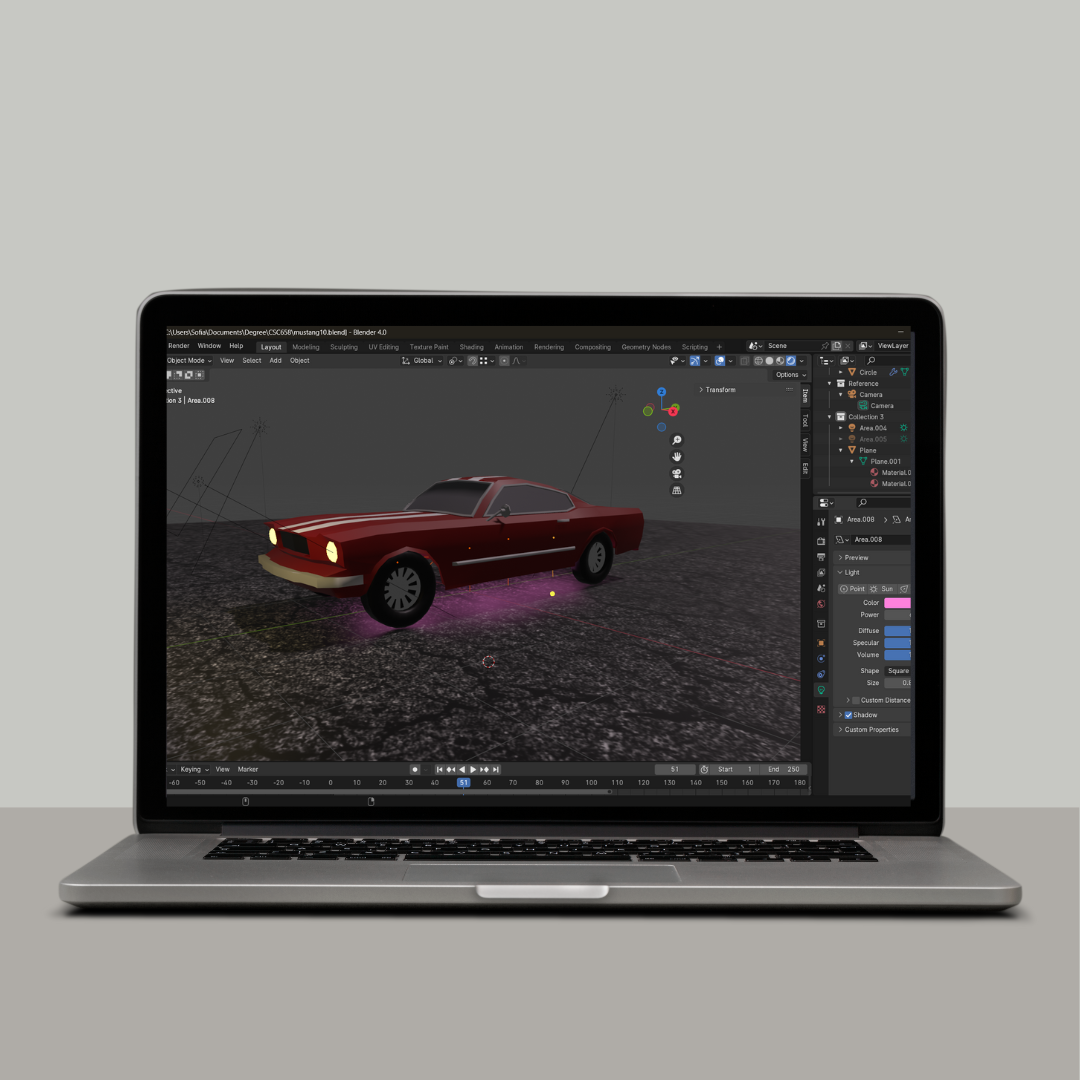 :\Users\Sofia\Documents\Degree\CSC658\mustang10.blend] - Blender 4.0
Render Window Help Layout Modeling Sculpting UV Editing Texture Paint Shading Animation Rendering Compositing Geometry Nodes Scripting + Scene ViewLayer
Object Mode View Select Add Object Global
Options
ctive
ion 3 | Area.008
Transform
Z
Item
Tool
View
Edit
Circle
Reference
Camera
Camera
Collection 3
Area.004
Area.005
Plane
Plane.001
Material.0
Material.0
Area.008 > Ar
Area.008
Preview
Light
Point Sun
Color
Power
Diffuse
Specular
Volume
Shape Square
Size 0.8
Custom Distance
Shadow
Custom Properties
Keying View Marker 51 Start 1 End 250
-60 -50 -40 -30 -20 -10 0 10 20 30 40 51 60 70 80 90 100 110 120 130 140 150 160 170 180